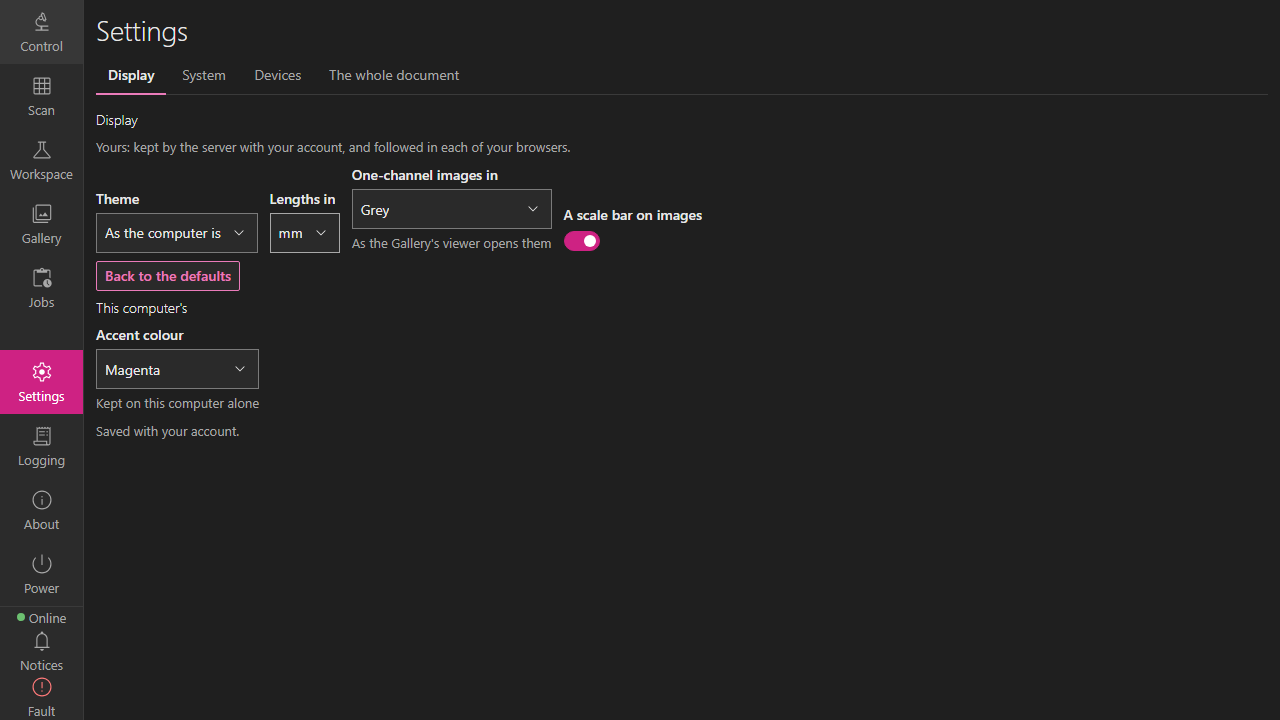 Control
Scan
Workspace
Gallery
Jobs
Settings
Logging
About
Power
Online
Notices
Fault
Settings
Display System Devices The whole document
Display
Yours: kept by the server with your account, and followed in each of your browsers.
Theme
As the computer is
Lengths in
mm
One-channel images in
Grey
As the Gallery's viewer opens them
A scale bar on images
Back to the defaults
This computer's
Accent colour
Magenta
Kept on this computer alone
Saved with your account.